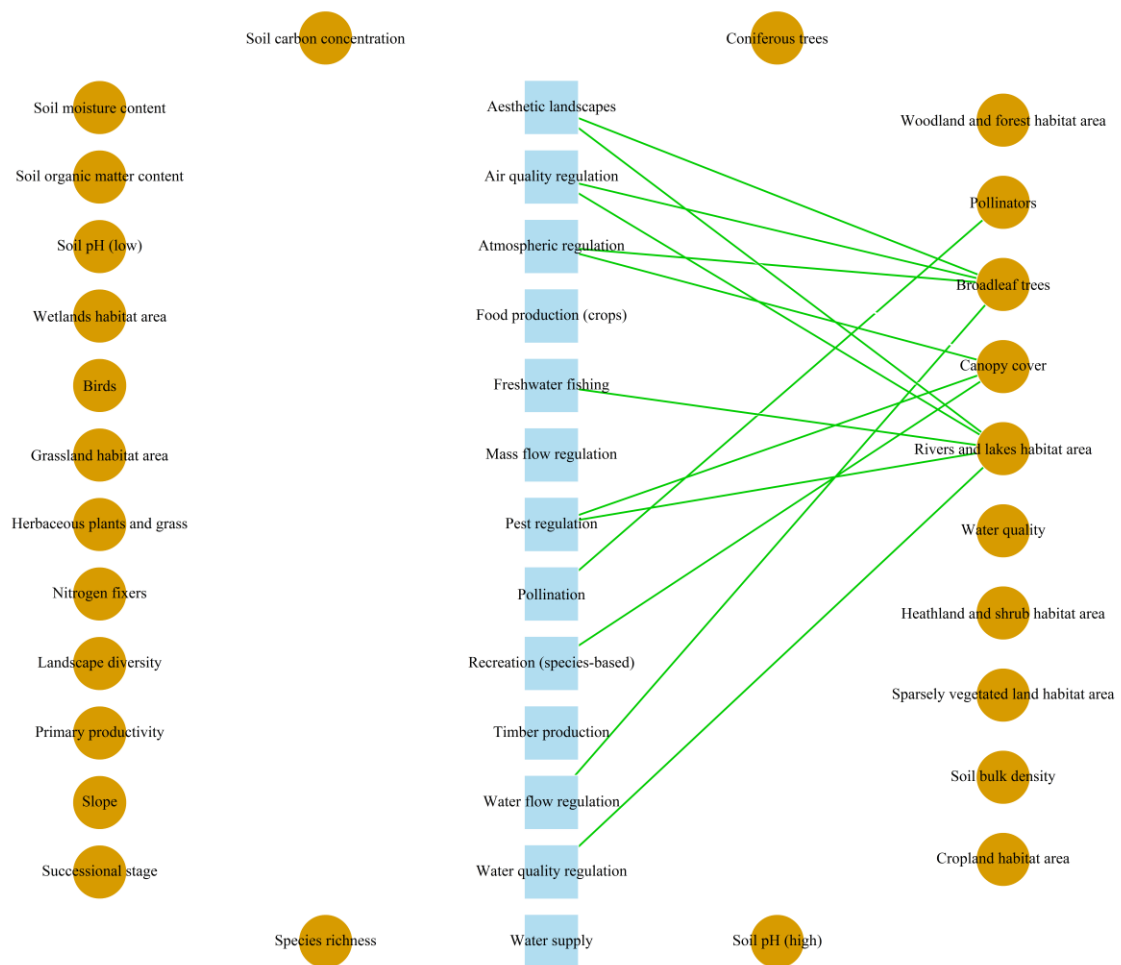 Soil carbon concentration
Coniferous trees
Soil moisture content
Soil organic matter content
Soil pH (low)
Wetlands habitat area
Birds
Grassland habitat area
Herbaceous plants and grass
Nitrogen fixers
Landscape diversity
Primary productivity
Slope
Successional stage
Species richness
Aesthetic landscapes
Air quality regulation
Atmospheric regulation
Food production (crops)
Freshwater fishing
Mass flow regulation
Pest regulation
Pollination
Recreation (species-based)
Timber production
Water flow regulation
Water quality regulation
Water supply
Woodland and forest habitat area
Pollinators
Broadleaf trees
Canopy cover
Rivers and lakes habitat area
Water quality
Heathland and shrub habitat area
Sparsely vegetated land habitat area
Soil bulk density
Cropland habitat area
Soil pH (high)